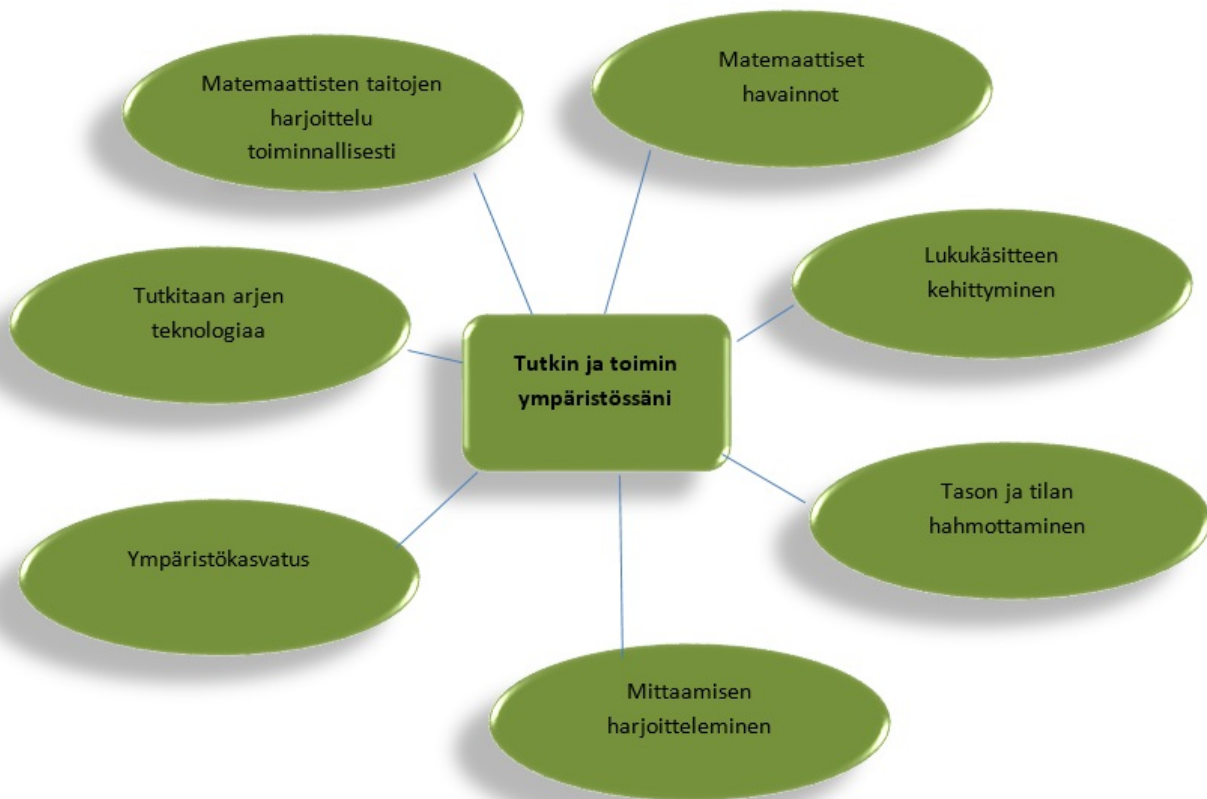 Matemaattisten taitojen
harjoittelu
toiminnallisesti
Matemaattiset
havainnot
Tutkitaan arjen
teknologiaa
Lukukäsitteen
kehittyminen
Tutkin ja toimin
ympäristössäni
Ympäristökasvatus
Tason ja tilan
hahmottaminen
Mittaamisen
harjoitteleminen